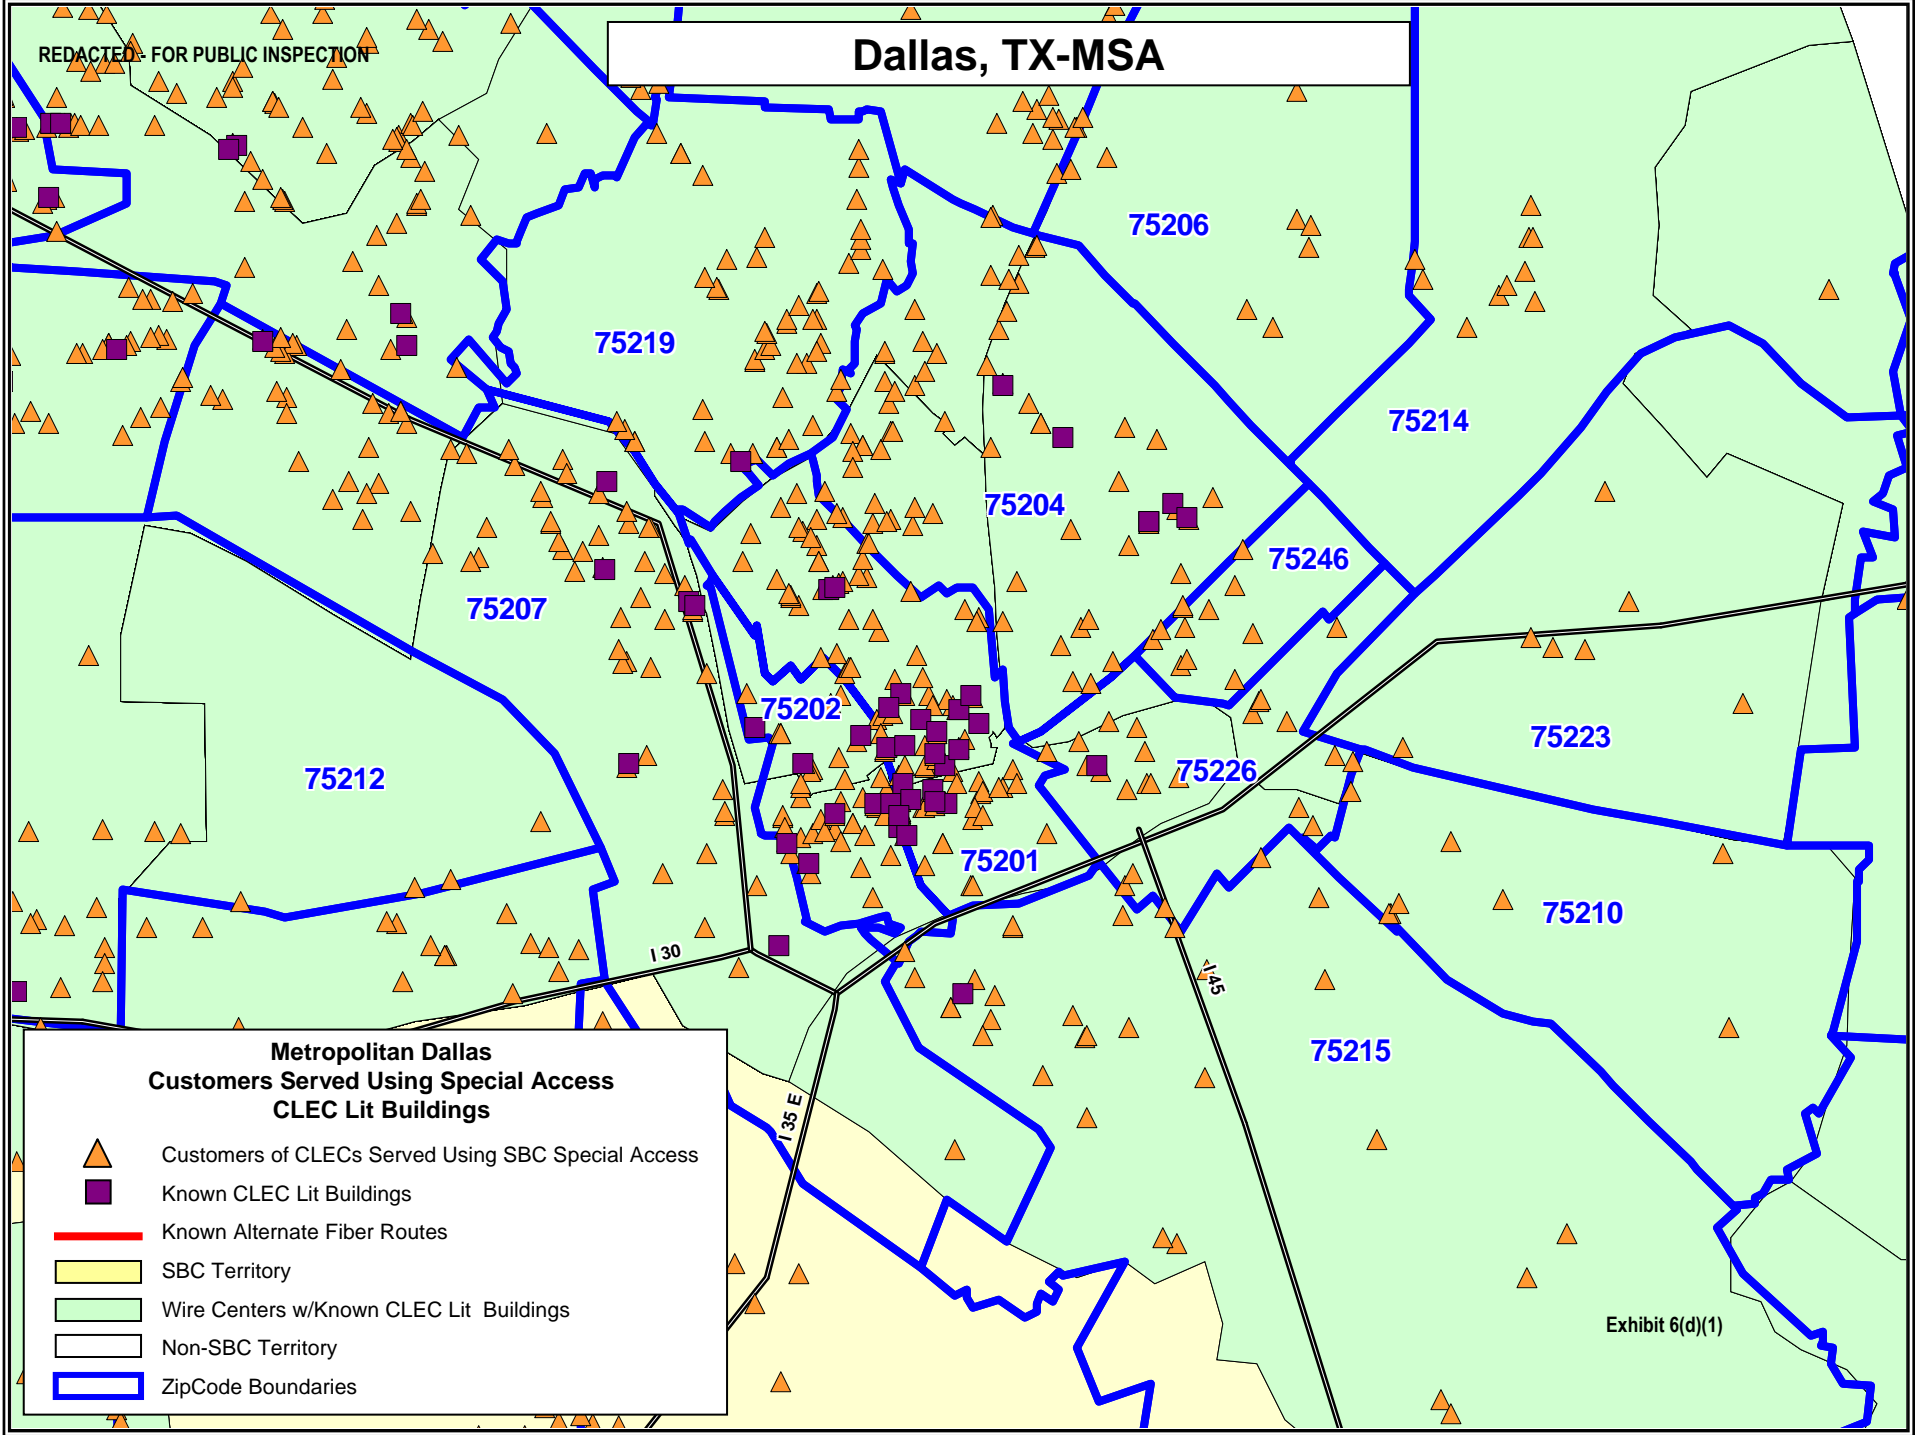 Dallas, TX-MSA
REDACTED - FOR PUBLIC INSPECTION
75206
75219
75214
75204
75246
75207
75202
75223
75226
75212
75201
75210
I 30
I 45
75215
I 35 E
Metropolitan Dallas
Customers Served Using Special Access
CLEC Lit Buildings
Customers of CLECs Served Using SBC Special Access
Known CLEC Lit Buildings
Known Alternate Fiber Routes
SBC Territory
Wire Centers w/Known CLEC Lit Buildings
Non-SBC Territory
ZipCode Boundaries
Exhibit 6(d)(1)